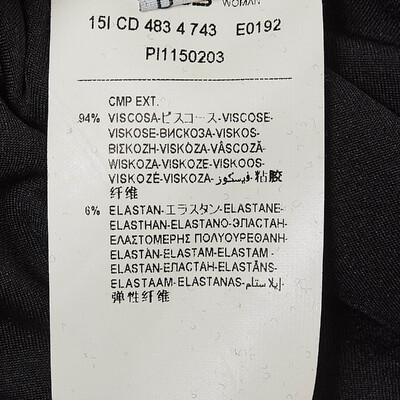 WOMAN
15I CD 483 4 743 E0192
PI1150203
CMP EXT.
94% VISCOSA-ビスコース-VISCOSE-
VISKOSE-ВИСКОЗА-VISKOS-
ΒΙΣΚΟΖΗ-VISKÒZA-VÂSCOZĂ-
WISKOZA-VISKOZE-VISKOOS-
VISKOZÉ-VISKOZA-فيسكوز-粘胶
纤维
6% ELASTAN-エラスタン-ELASTANE-
ELASTHAN-ELASTANO-ЭЛАСТАН-
ΕΛΑΣΤΟΜΕΡΗΣ ΠΟΛΥΟΥΡΕΘΑΝΗ-
ELASTÀN-ELASTAM-ELASTAM-
ELASTAN-ЕЛАСТАН-ELASTĀNS-
ELASTAAM-ELASTANAS-إيلاستام-
弹性纤维